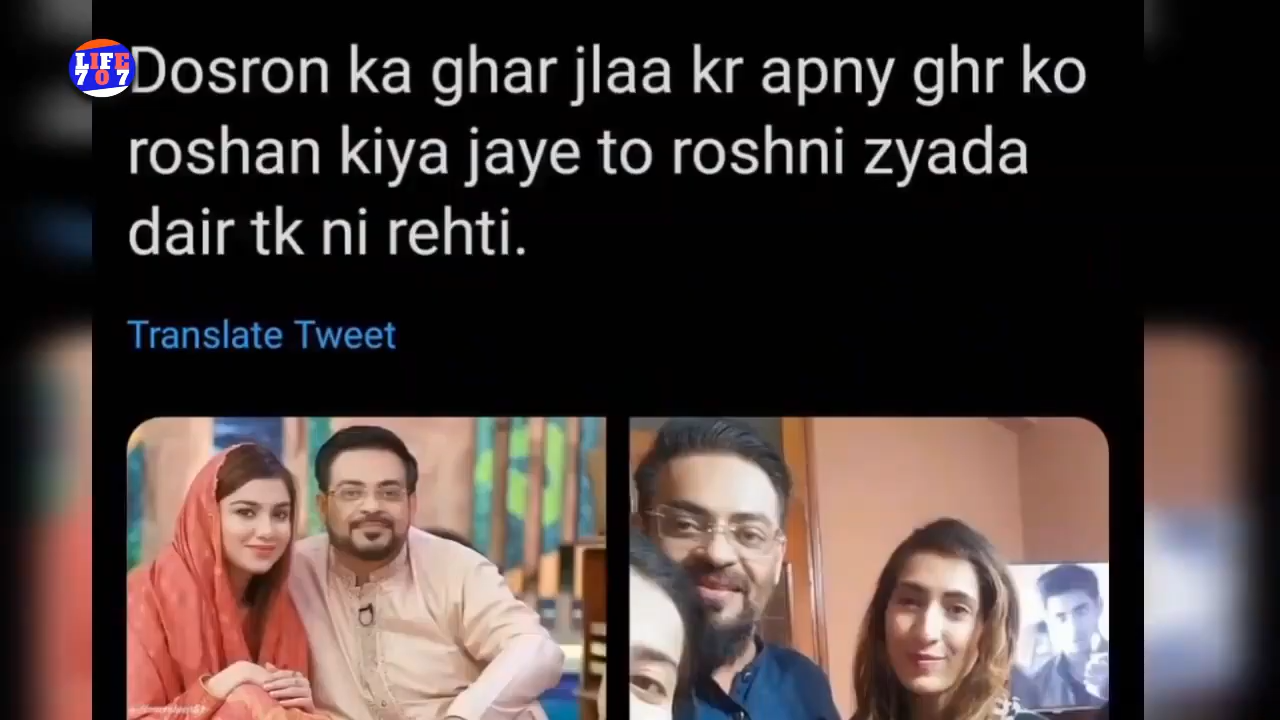 LIFE
707
Dosron ka ghar jlaa kr apny ghr ko
roshan kiya jaye to roshni zyada
dair tk ni rehti.
Translate Tweet